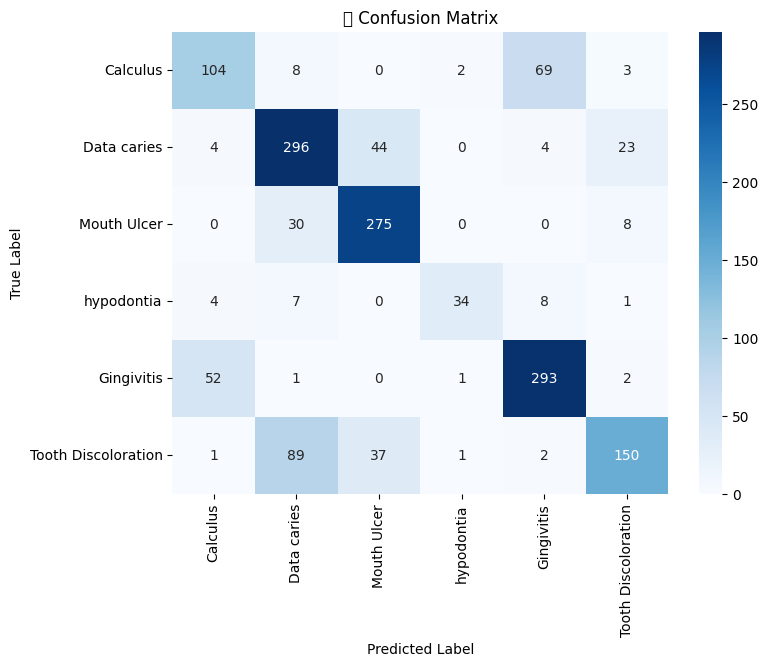 Confusion Matrix
True Label
Calculus 104 8 0 2 69 3
Data caries 4 296 44 0 4 23
Mouth Ulcer 0 30 275 0 0 8
hypodontia 4 7 0 34 8 1
Gingivitis 52 1 0 1 293 2
Tooth Discoloration 1 89 37 1 2 150
Calculus
Data caries
Mouth Ulcer
hypodontia
Gingivitis
Tooth Discoloration
Predicted Label
250
200
150
100
50
0